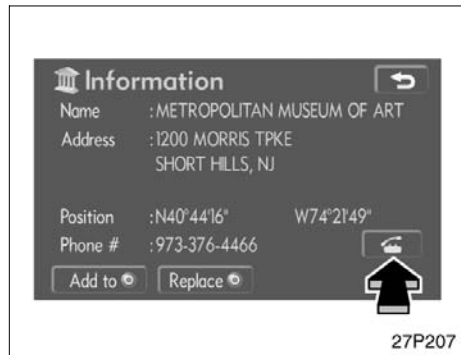 Information
Name :METROPOLITAN MUSEUM OF ART
Address :1200 MORRIS TPKE
SHORT HILLS, NJ
Position :N40°44'16" W74°21'49"
Phone # :973-376-4466
Add to Replace
27P207